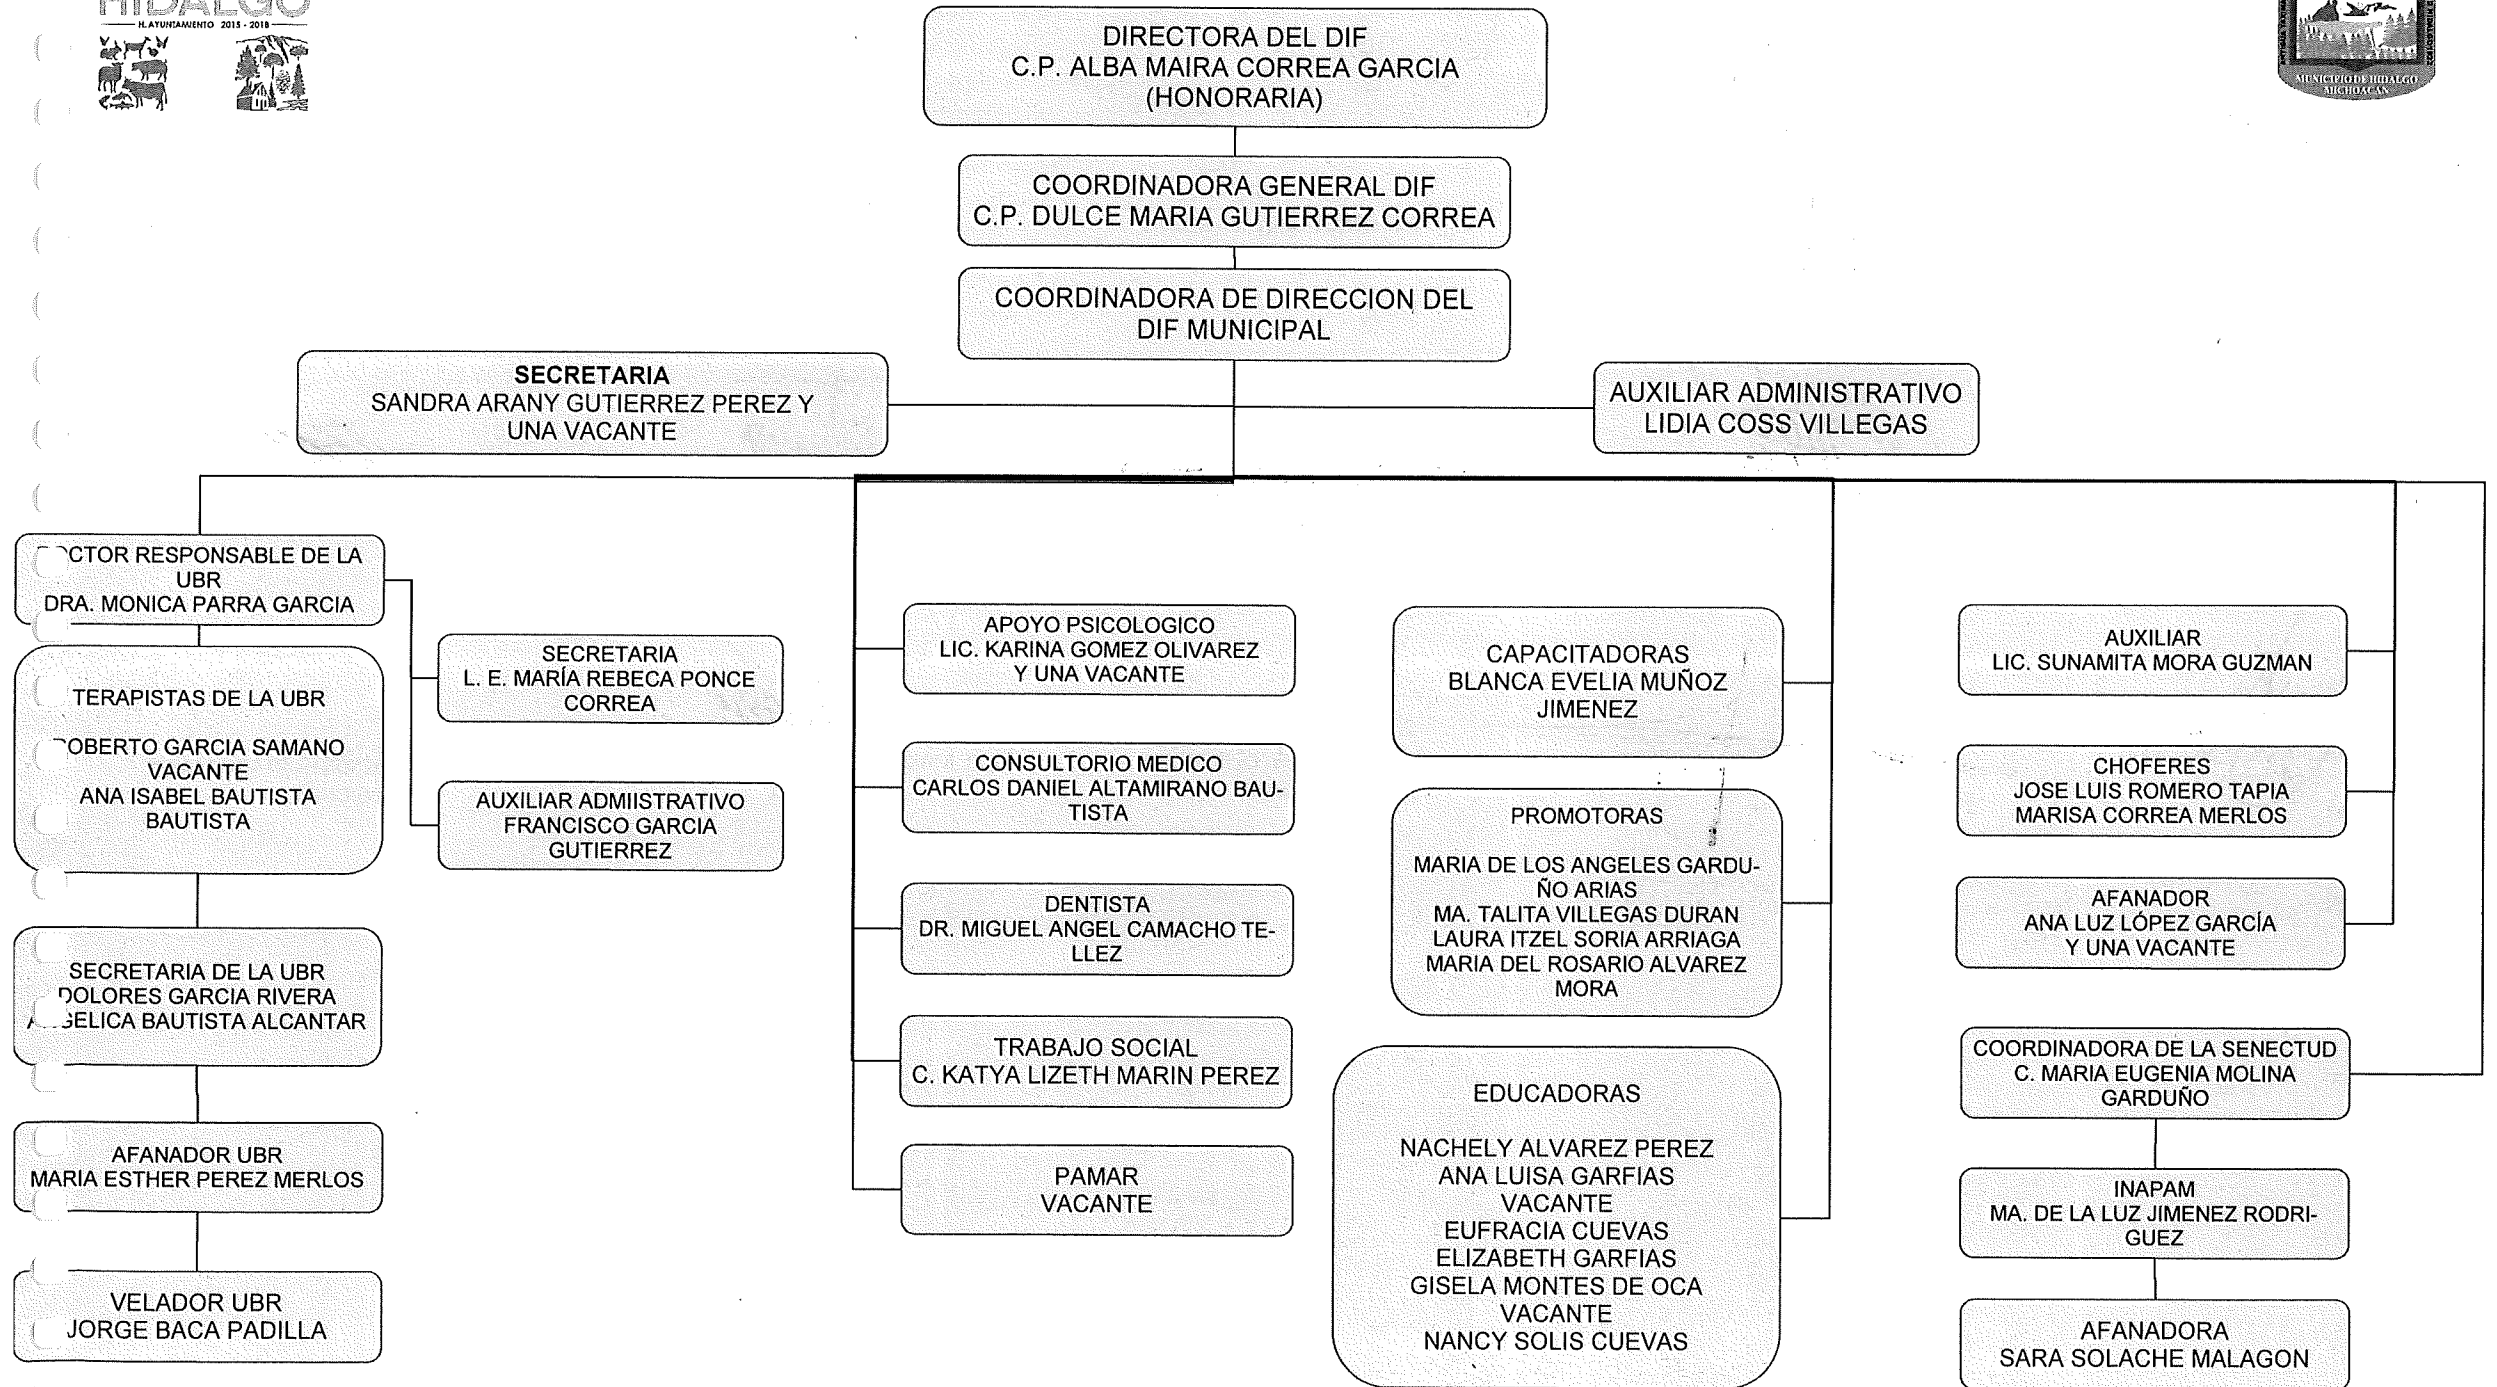 HIDALGO
H. AYUNTAMIENTO 2015 - 2018
MUNICIPIO DE HIDALGO
MICHOACÁN
DIRECTORA DEL DIF
C.P. ALBA MAIRA CORREA GARCIA
(HONORARIA)
COORDINADORA GENERAL DIF
C.P. DULCE MARIA GUTIERREZ CORREA
COORDINADORA DE DIRECCION DEL
DIF MUNICIPAL
SECRETARIA
SANDRA ARANY GUTIERREZ PEREZ Y
UNA VACANTE
AUXILIAR ADMINISTRATIVO
LIDIA COSS VILLEGAS
CTOR RESPONSABLE DE LA
UBR
DRA. MONICA PARRA GARCIA
TERAPISTAS DE LA UBR
OBERTO GARCIA SAMANO
VACANTE
ANA ISABEL BAUTISTA
BAUTISTA
SECRETARIA DE LA UBR
DOLORES GARCIA RIVERA
GELICA BAUTISTA ALCANTAR
AFANADOR UBR
MARIA ESTHER PEREZ MERLOS
VELADOR UBR
JORGE BACA PADILLA
SECRETARIA
L. E. MARÍA REBECA PONCE
CORREA
AUXILIAR ADMIISTRATIVO
FRANCISCO GARCIA
GUTIERREZ
APOYO PSICOLOGICO
LIC. KARINA GOMEZ OLIVAREZ
Y UNA VACANTE
CONSULTORIO MEDICO
CARLOS DANIEL ALTAMIRANO BAU-
TISTA
DENTISTA
DR. MIGUEL ANGEL CAMACHO TE-
LLEZ
TRABAJO SOCIAL
C. KATYA LIZETH MARIN PEREZ
PAMAR
VACANTE
CAPACITADORAS
BLANCA EVELIA MUÑOZ
JIMENEZ
PROMOTORAS
MARIA DE LOS ANGELES GARDU-
ÑO ARIAS
MA. TALITA VILLEGAS DURAN
LAURA ITZEL SORIA ARRIAGA
MARIA DEL ROSARIO ALVAREZ
MORA
EDUCADORAS
NACHELY ALVAREZ PEREZ
ANA LUISA GARFIAS
VACANTE
EUFRACIA CUEVAS
ELIZABETH GARFIAS
GISELA MONTES DE OCA
VACANTE
NANCY SOLIS CUEVAS
AUXILIAR
LIC. SUNAMITA MORA GUZMAN
CHOFERES
JOSE LUIS ROMERO TAPIA
MARISA CORREA MERLOS
AFANADOR
ANA LUZ LÓPEZ GARCÍA
Y UNA VACANTE
COORDINADORA DE LA SENECTUD
C. MARIA EUGENIA MOLINA
GARDUÑO
INAPAM
MA. DE LA LUZ JIMENEZ RODRI-
GUEZ
AFANADORA
SARA SOLACHE MALAGON